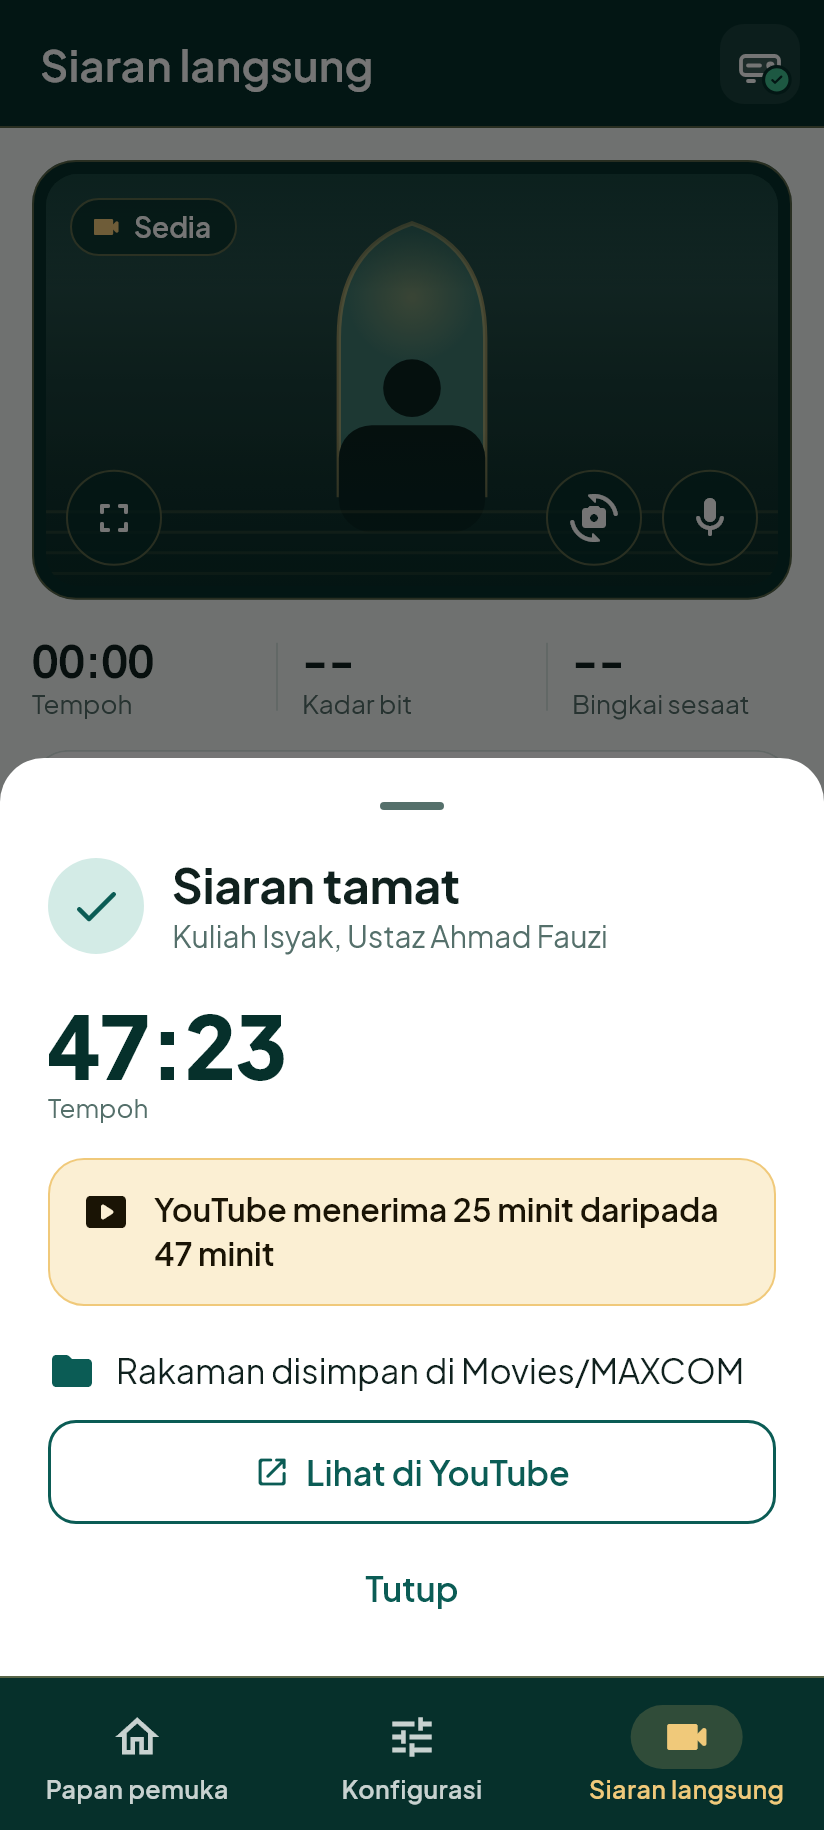 Siaran langsung
Sedia
00:00
Tempoh
--
Kadar bit
--
Bingkai sesaat
Siaran tamat
Kuliah Isyak, Ustaz Ahmad Fauzi
47:23
Tempoh
YouTube menerima 25 minit daripada
47 minit
Rakaman disimpan di Movies/MAXCOM
Lihat di YouTube
Tutup
Papan pemuka
Konfigurasi
Siaran langsung